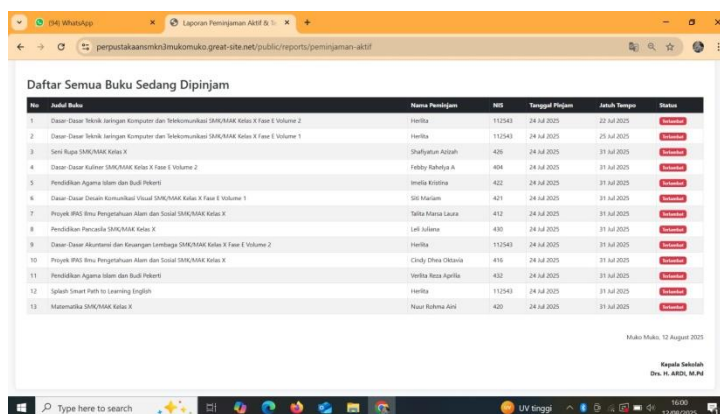 (94) WhatsApp
Laporan Peminjaman Aktif &
perpustakaansmkn3mukomuko.great-site.net/public/reports/peminjaman-aktif
Daftar Semua Buku Sedang Dipinjam
No Judul Buku Nama Peminjam NIS Tanggal Pinjam Jatuh Tempo Status
1 Dasar-Dasar Teknik Jaringan Komputer dan Telekomunikasi SMK/MAK Kelas X Fase E Volume 2 Herlita 112543 24 Jul 2025 22 Jul 2025 Terlambat
2 Dasar-Dasar Teknik Jaringan Komputer dan Telekomunikasi SMK/MAK Kelas X Fase E Volume 1 Herlita 112543 24 Jul 2025 25 Jul 2025 Terlambat
3 Seni Rupa SMK/MAK Kelas X Shafiyatun Azizah 426 24 Jul 2025 31 Jul 2025 Terlambat
4 Dasar-Dasar Kuliner SMK/MAK Kelas X Fase E Volume 2 Febby Rahelya A 404 24 Jul 2025 31 Jul 2025 Terlambat
5 Pendidikan Agama Islam dan Budi Pekerti Imelia Kristina 422 24 Jul 2025 31 Jul 2025 Terlambat
6 Dasar-Dasar Desain Komunikasi Visual SMK/MAK Kelas X Fase E Volume 1 Siti Mariam 421 24 Jul 2025 31 Jul 2025 Terlambat
7 Proyek IPAS Ilmu Pengetahuan Alam dan Sosial SMK/MAK Kelas X Talita Marsa Laura 412 24 Jul 2025 31 Jul 2025 Terlambat
8 Pendidikan Pancasila SMK/MAK Kelas X Leli Juliana 430 24 Jul 2025 31 Jul 2025 Terlambat
9 Dasar-Dasar Akuntansi dan Keuangan Lembaga SMK/MAK Kelas X Fase E Volume 2 Herlita 112543 24 Jul 2025 31 Jul 2025 Terlambat
10 Proyek IPAS Ilmu Pengetahuan Alam dan Sosial SMK/MAK Kelas X Cindy Dhea Oktavia 416 24 Jul 2025 31 Jul 2025 Terlambat
11 Pendidikan Agama Islam dan Budi Pekerti Verlita Reza Aprilia 432 24 Jul 2025 31 Jul 2025 Terlambat
12 Splash Smart Path to Learning English Herlita 112543 24 Jul 2025 31 Jul 2025 Terlambat
13 Matematika SMK/MAK Kelas X Nuur Rohma Aini 420 24 Jul 2025 31 Jul 2025 Terlambat
Muko Muko, 12 August 2025
Kepala Sekolah
Drs. H. ARDI, M.Pd
Type here to search
UV tinggi
16:00
12/08/2025